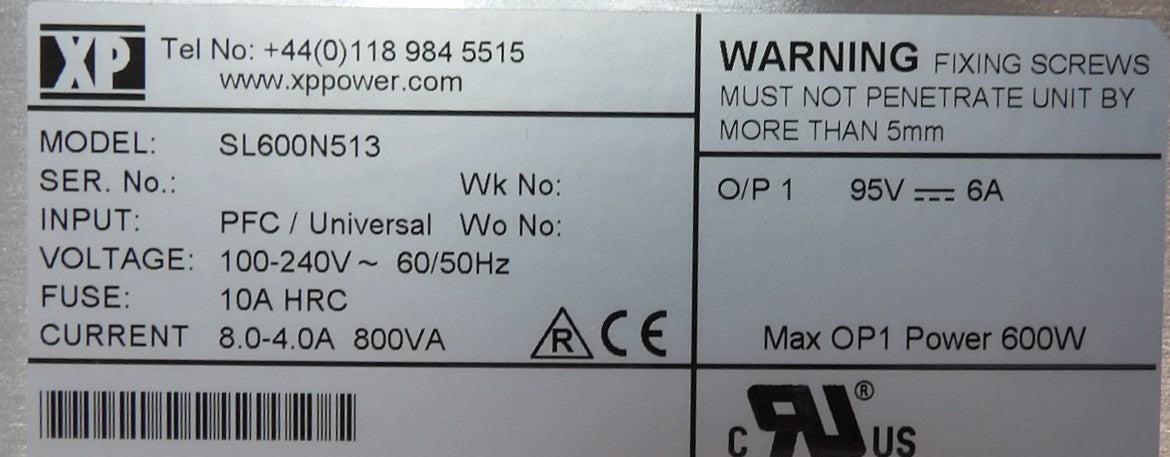 XP Tel No: +44(0)118 984 5515
www.xppower.com
MODEL: SL600N513
SER. No.: Wk No:
INPUT: PFC / Universal Wo No:
VOLTAGE: 100-240V ~ 60/50Hz
FUSE: 10A HRC
CURRENT 8.0-4.0A 800VA R CE
WARNING FIXING SCREWS
MUST NOT PENETRATE UNIT BY
MORE THAN 5mm
O/P 1 95V ⎓ 6A
Max OP1 Power 600W
C RU ® US